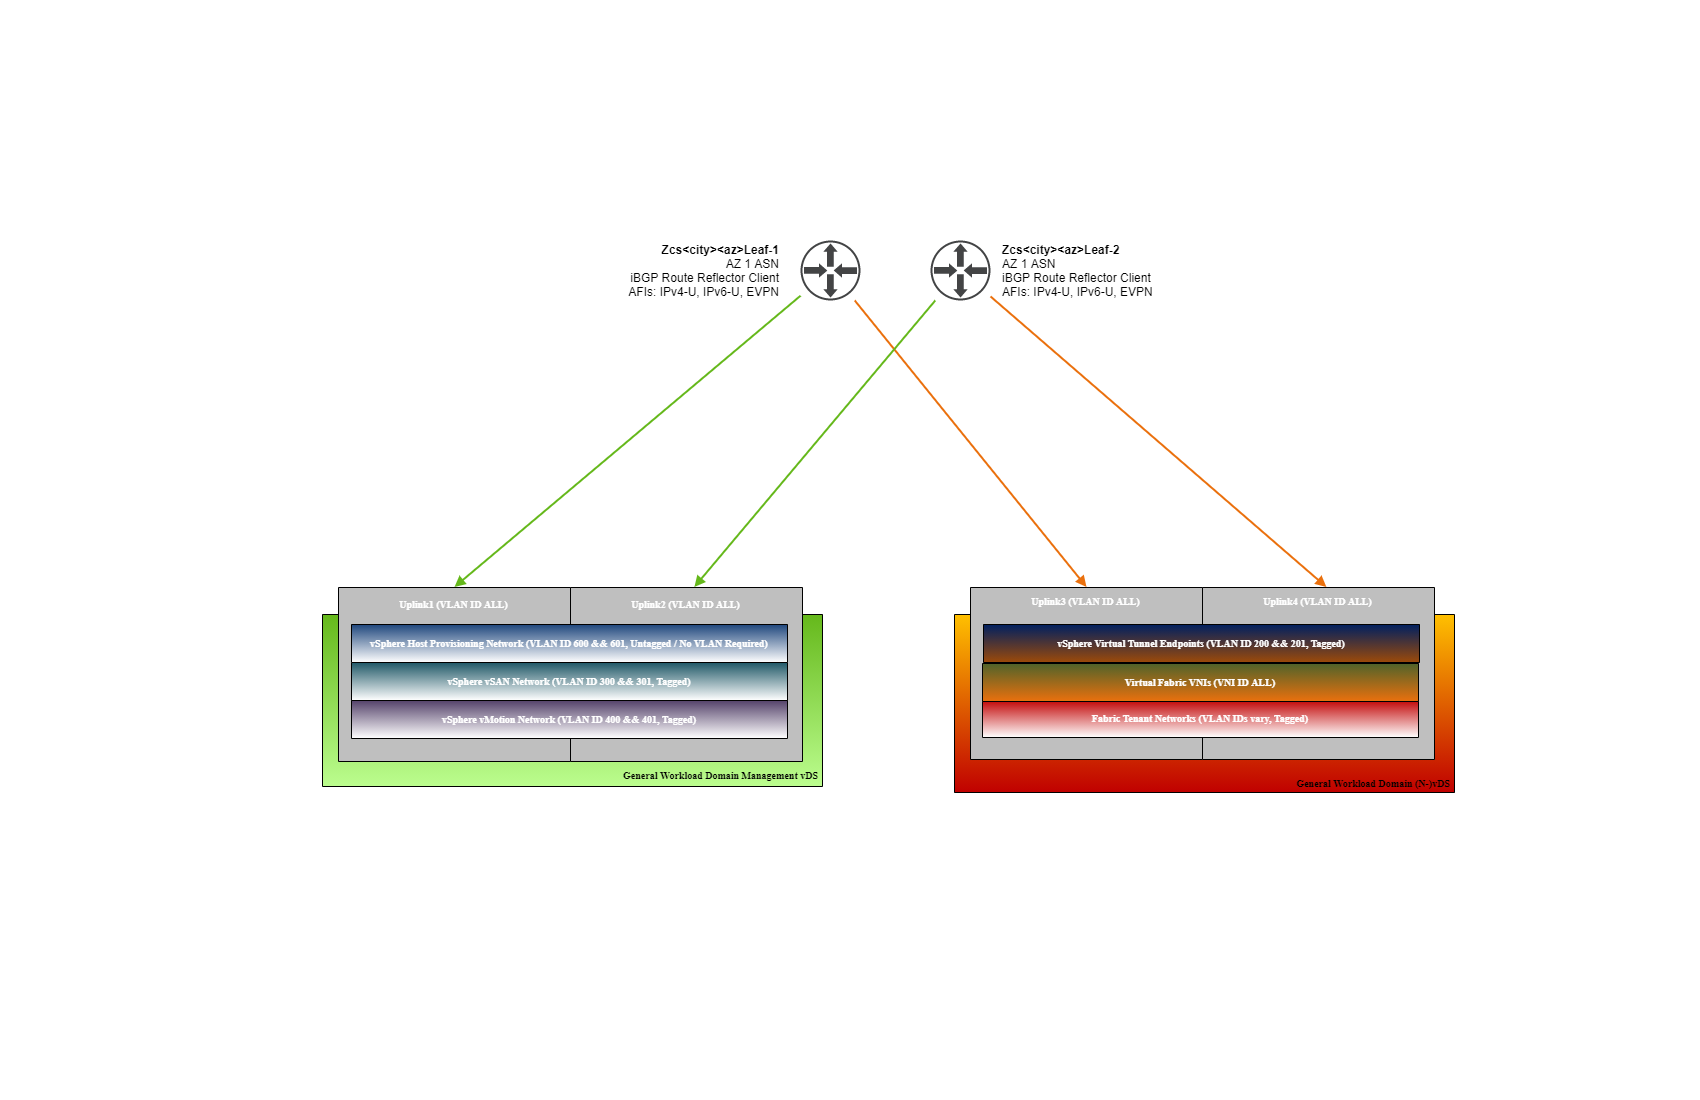 Zcs<city><az>Leaf-1
AZ 1 ASN
iBGP Route Reflector Client
AFIs: IPv4-U, IPv6-U, EVPN
Zcs<city><az>Leaf-2
AZ 1 ASN
iBGP Route Reflector Client
AFIs: IPv4-U, IPv6-U, EVPN
Uplink1 (VLAN ID ALL)
Uplink2 (VLAN ID ALL)
vSphere Host Provisioning Network (VLAN ID 600 && 601, Untagged / No VLAN Required)
vSphere vSAN Network (VLAN ID 300 && 301, Tagged)
vSphere vMotion Network (VLAN ID 400 && 401, Tagged)
General Workload Domain Management vDS
Uplink3 (VLAN ID ALL)
Uplink4 (VLAN ID ALL)
vSphere Virtual Tunnel Endpoints (VLAN ID 200 && 201, Tagged)
Virtual Fabric VNIs (VNI ID ALL)
Fabric Tenant Networks (VLAN IDs vary, Tagged)
General Workload Domain (N-)vDS